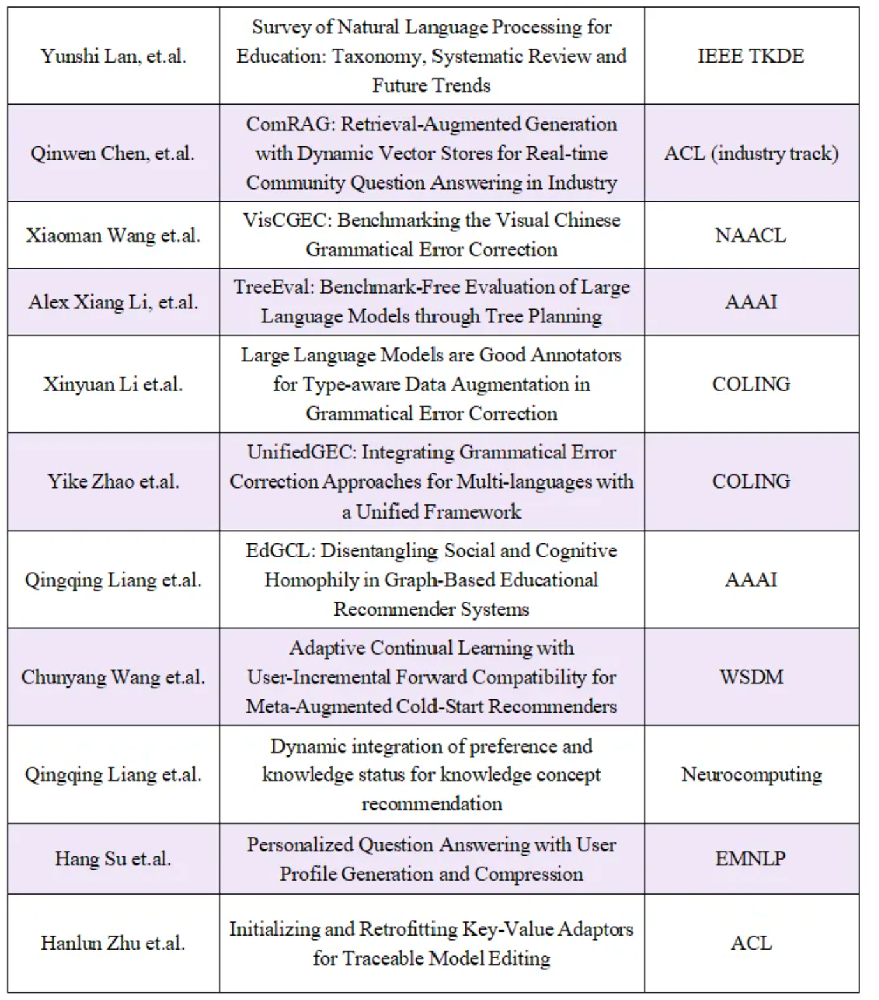 Yunshi Lan, et.al.
Survey of Natural Language Processing for
Education: Taxonomy, Systematic Review and
Future Trends
IEEE TKDE
Qinwen Chen, et.al.
ComRAG: Retrieval-Augmented Generation
with Dynamic Vector Stores for Real-time
Community Question Answering in Industry
ACL (industry track)
Xiaoman Wang et.al.
VisCGEC: Benchmarking the Visual Chinese
Grammatical Error Correction
NAACL
Alex Xiang Li, et.al.
TreeEval: Benchmark-Free Evaluation of Large
Language Models through Tree Planning
AAAI
Xinyuan Li et.al.
Large Language Models are Good Annotators
for Type-aware Data Augmentation in
Grammatical Error Correction
COLING
Yike Zhao et.al.
UnifiedGEC: Integrating Grammatical Error
Correction Approaches for Multi-languages with
a Unified Framework
COLING
Qingqing Liang et.al.
EdGCL: Disentangling Social and Cognitive
Homophily in Graph-Based Educational
Recommender Systems
AAAI
Chunyang Wang et.al.
Adaptive Continual Learning with
User-Incremental Forward Compatibility for
Meta-Augmented Cold-Start Recommenders
WSDM
Qingqing Liang et.al.
Dynamic integration of preference and
knowledge status for knowledge concept
recommendation
Neurocomputing
Hang Su et.al.
Personalized Question Answering with User
Profile Generation and Compression
EMNLP
Hanlun Zhu et.al.
Initializing and Retrofitting Key-Value Adaptors
for Traceable Model Editing
ACL